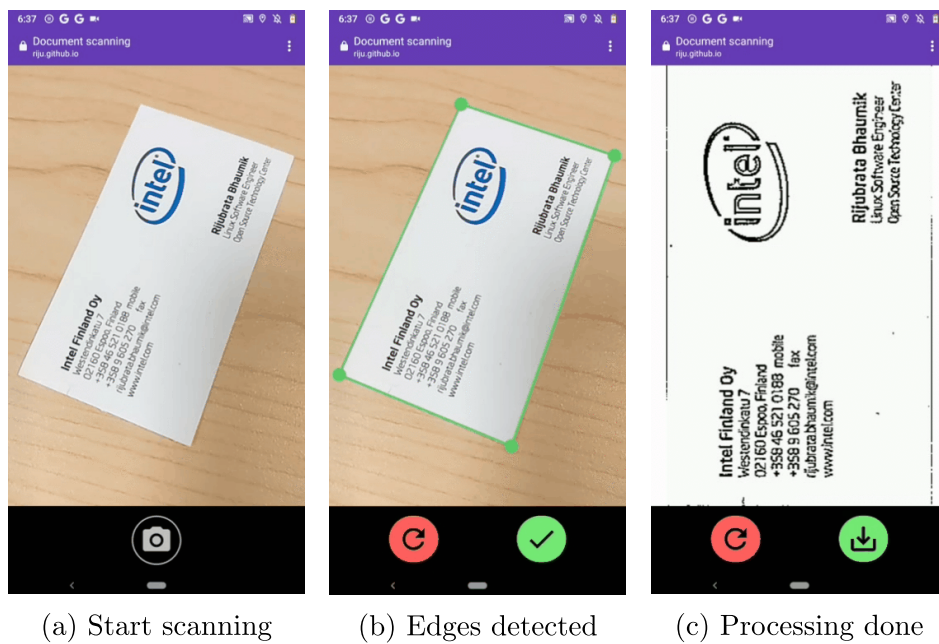 6:37 G G
Document scanning
riju.github.io
intel
Rijubrata Bhaumik
Linux Software Engineer
Open Source Technology Center
Intel Finland Oy
Westendinkatu 7
02160 Espoo, Finland
+358 46 521 0188 mobile
+358 9 605 270 fax
rijubrata.bhaumik@intel.com
www.intel.com
(a) Start scanning
6:37 G G
Document scanning
riju.github.io
intel
Rijubrata Bhaumik
Linux Software Engineer
Open Source Technology Center
Intel Finland Oy
Westendinkatu 7
02160 Espoo, Finland
+358 46 521 0188 mobile
+358 9 605 270 fax
rijubrata.bhaumik@intel.com
www.intel.com
(b) Edges detected
6:37 G G
Document scanning
riju.github.io
intel
Rijubrata Bhaumik
Linux Software Engineer
Open Source Technology Center
Intel Finland Oy
Westendinkatu 7
02160 Espoo, Finland
+358 46 521 0188 mobile
+358 9 605 270 fax
rijubrata.bhaumik@intel.com
www.intel.com
(c) Processing done